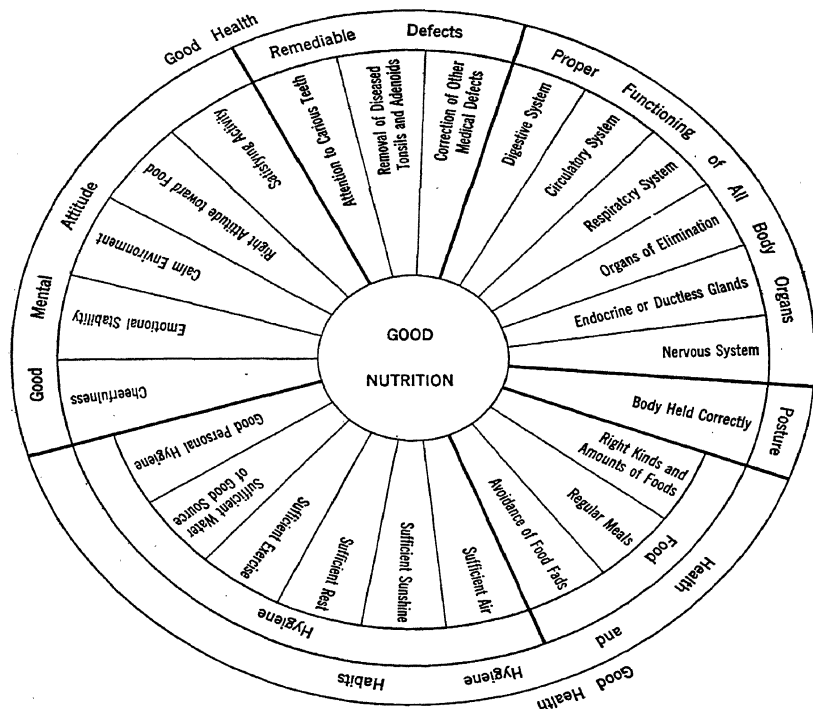 Good Health
Remediable Defects
Attention to Carious Teeth
Removal of Diseased
Tonsils and Adenoids
Correction of Other
Medical Defects
Proper Functioning of All Body Organs
Digestive System
Circulatory System
Respiratory System
Organs of Elimination
Endocrine or Ductless Glands
Nervous System
Posture
Body Held Correctly
Health and Hygiene Habits
Food
Right Kinds and
Amounts of Foods
Regular Meals
Avoidance of Food Fads
Hygiene
Sufficient Air
Sufficient Sunshine
Sufficient Rest
Sufficient Exercise
Sufficient Water
of Good Source
Good Personal Hygiene
Good Mental Attitude
Cheerfulness
Emotional Stability
Calm Environment
Right Attitude toward Food
Satisfying Activity
GOOD
NUTRITION
Good Health